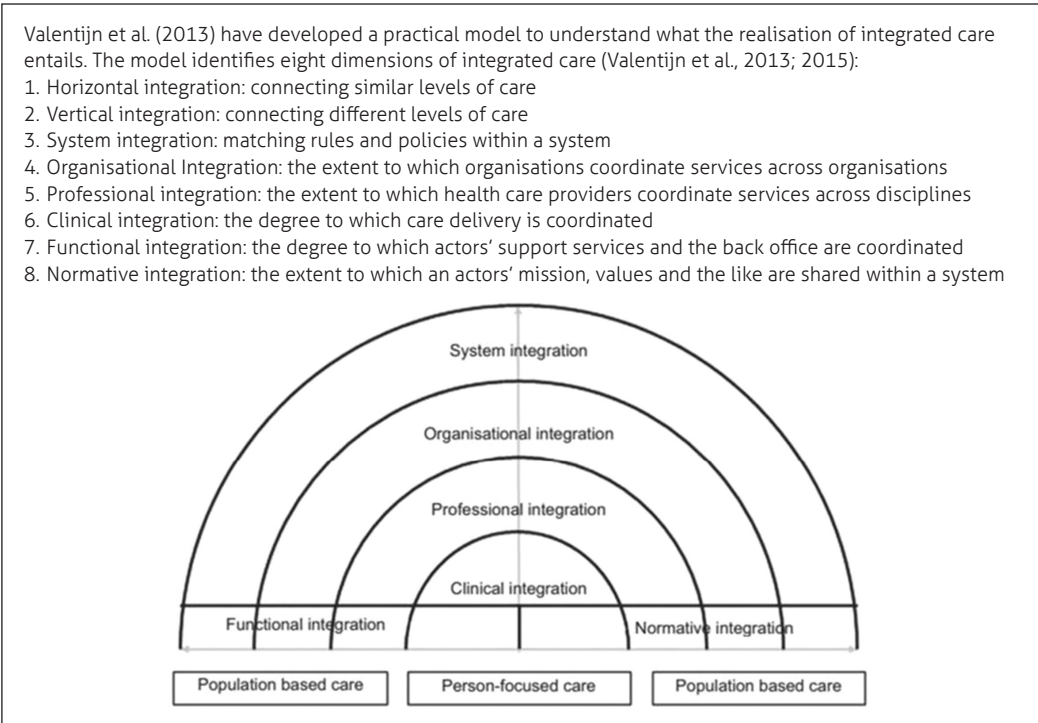 Valentijn et al. (2013) have developed a practical model to understand what the realisation of integrated care
entails. The model identifies eight dimensions of integrated care (Valentijn et al., 2013; 2015):
1. Horizontal integration: connecting similar levels of care
2. Vertical integration: connecting different levels of care
3. System integration: matching rules and policies within a system
4. Organisational Integration: the extent to which organisations coordinate services across organisations
5. Professional integration: the extent to which health care providers coordinate services across disciplines
6. Clinical integration: the degree to which care delivery is coordinated
7. Functional integration: the degree to which actors’ support services and the back office are coordinated
8. Normative integration: the extent to which an actors’ mission, values and the like are shared within a system
System integration
Organisational integration
Professional integration
Clinical integration
Functional integration
Normative integration
Population based care
Person-focused care
Population based care